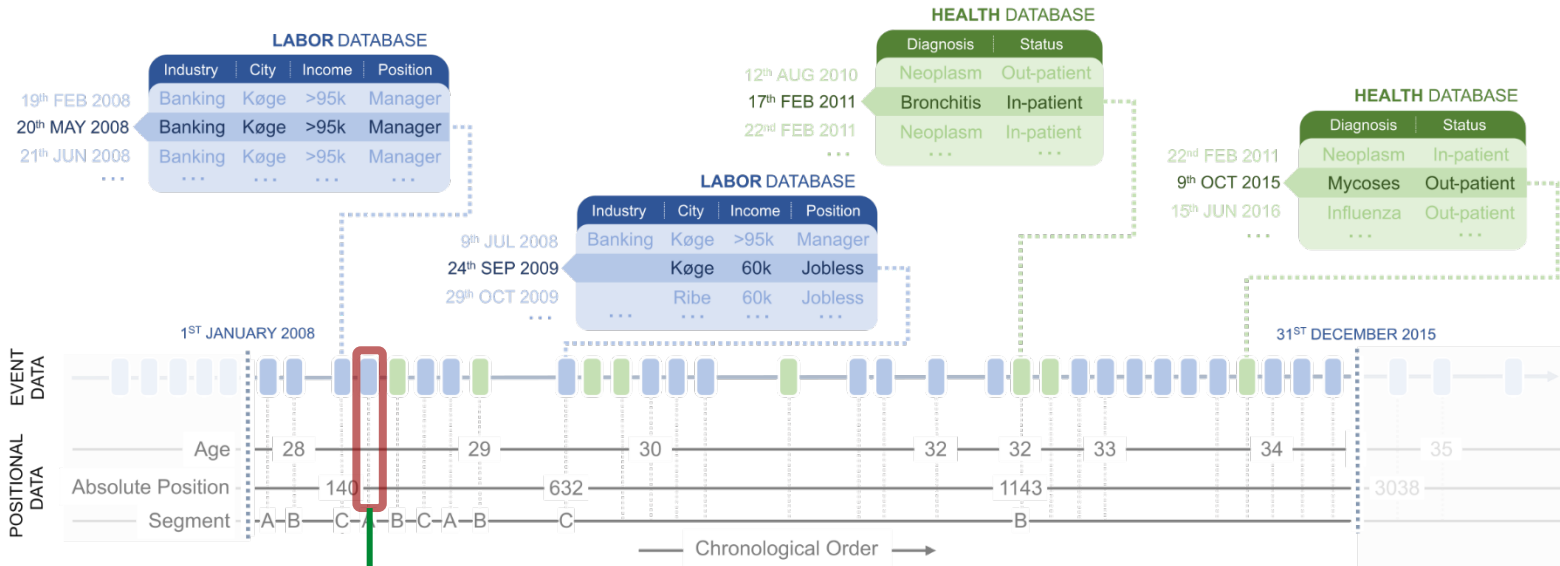 LABOR DATABASE
Industry City Income Position
19th FEB 2008 Banking Køge >95k Manager
20th MAY 2008 Banking Køge >95k Manager
21th JUN 2008 Banking Køge >95k Manager
... ... ... ... ...
LABOR DATABASE
Industry City Income Position
9th JUL 2008 Banking Køge >95k Manager
24th SEP 2009 Køge 60k Jobless
29th OCT 2009 Ribe 60k Jobless
... ... ... ... ...
HEALTH DATABASE
Diagnosis Status
12th AUG 2010 Neoplasm Out-patient
17th FEB 2011 Bronchitis In-patient
22nd FEB 2011 Neoplasm In-patient
... ... ...
HEALTH DATABASE
Diagnosis Status
22nd FEB 2011 Neoplasm In-patient
9th OCT 2015 Mycoses Out-patient
15th JUN 2016 Influenza Out-patient
... ... ...
1ST JANUARY 2008
31ST DECEMBER 2015
EVENT DATA
POSITIONAL DATA
Age 28 29 30 32 32 33 34 35
Absolute Position 140 632 1143 3038
Segment A B C A B C A B C B
Chronological Order